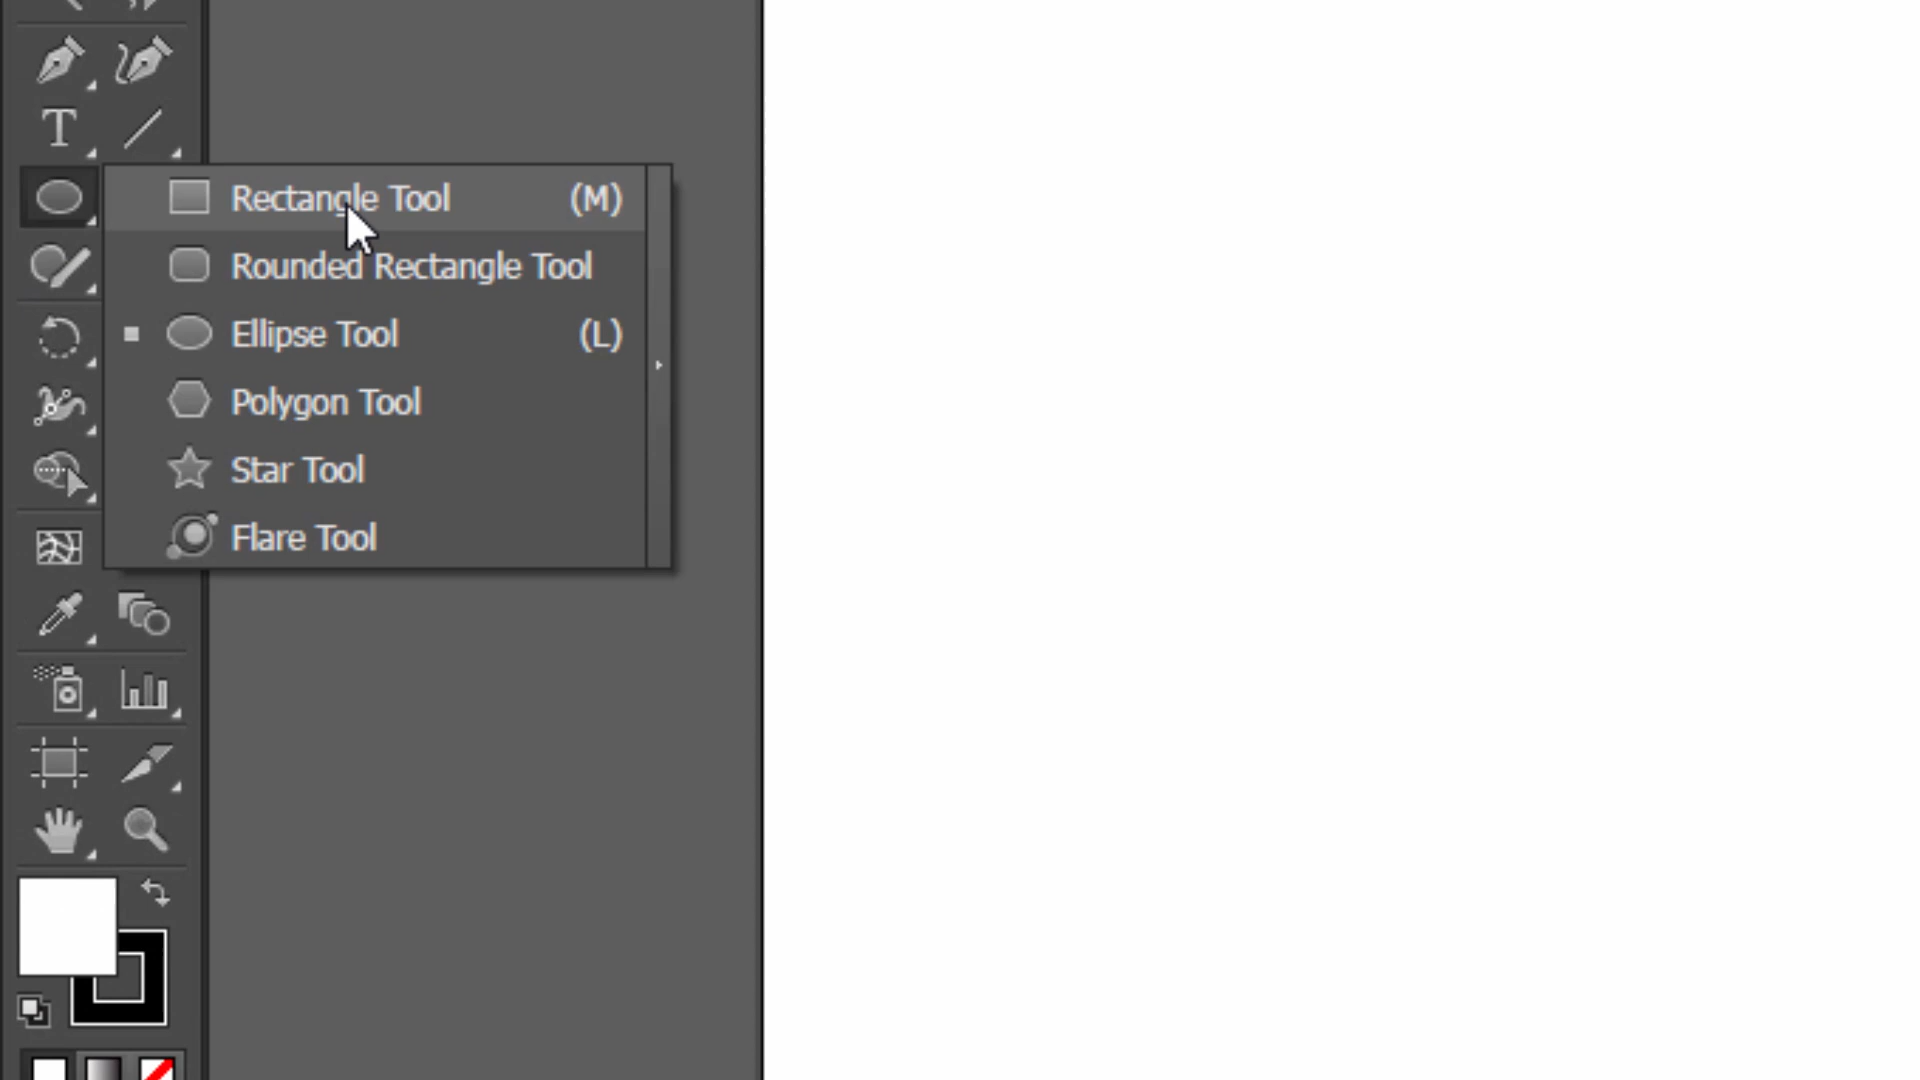 T
Rectangle Tool (M)
Rounded Rectangle Tool
Ellipse Tool (L)
Polygon Tool
Star Tool
Flare Tool